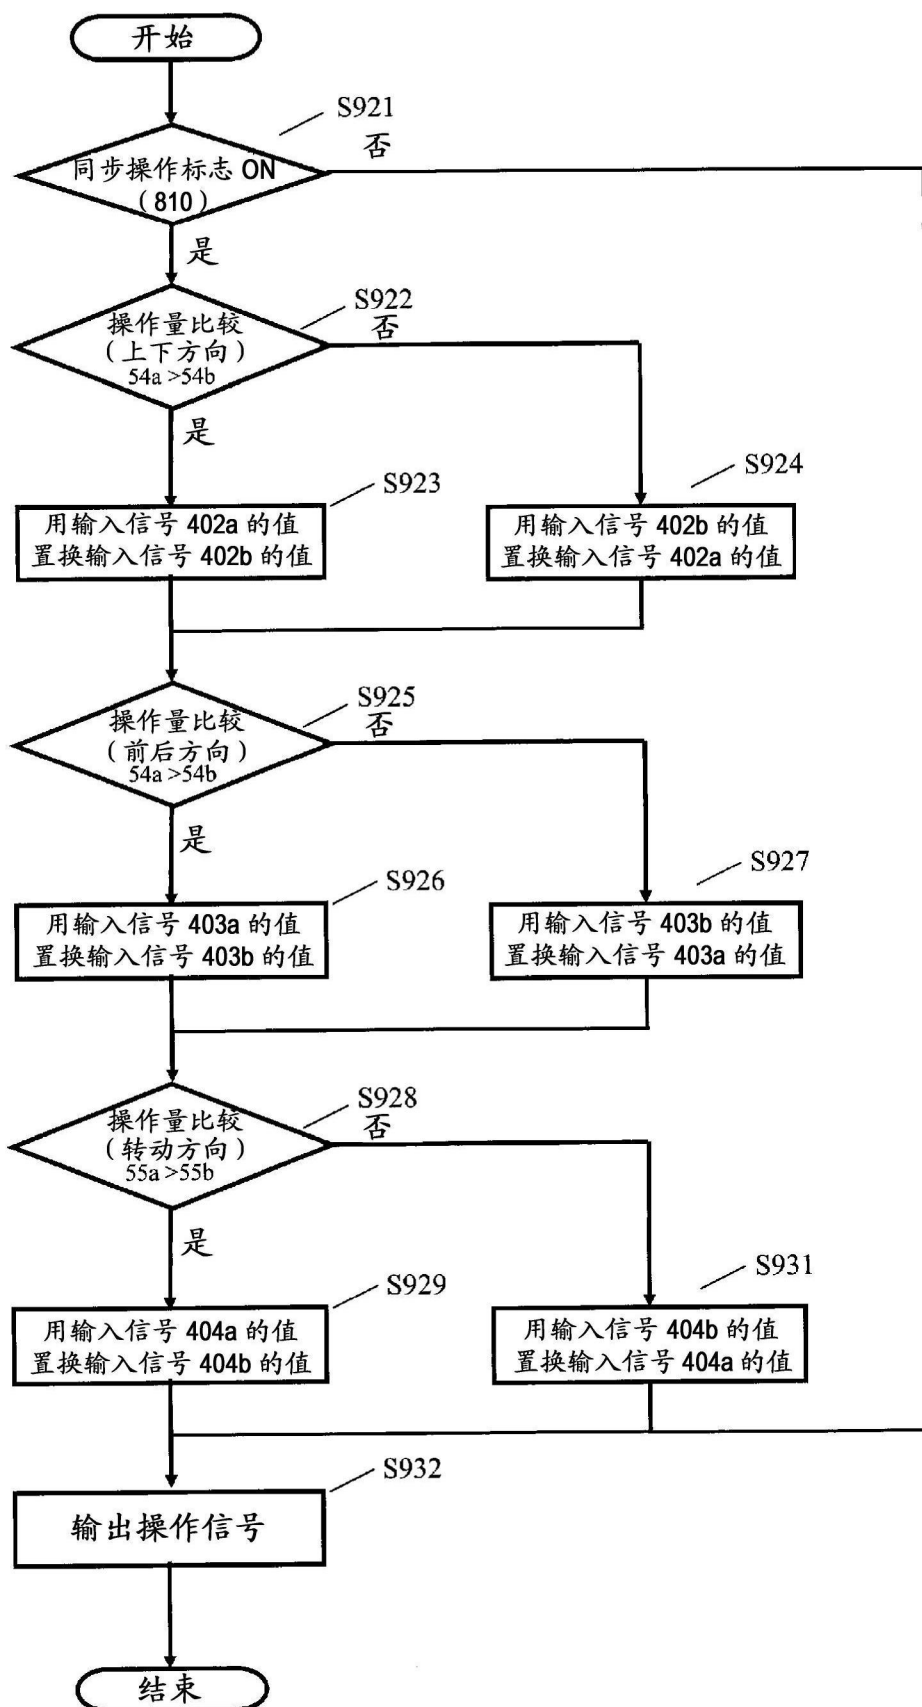 开始
S921
否
同步操作标志 ON
（810）
是
S922
否
操作量比较
（上下方向）
54a >54b
是
S923
S924
用输入信号 402a 的值
置换输入信号 402b 的值
用输入信号 402b 的值
置换输入信号 402a 的值
S925
否
操作量比较
（前后方向）
54a >54b
是
S926
S927
用输入信号 403a 的值
置换输入信号 403b 的值
用输入信号 403b 的值
置换输入信号 403a 的值
S928
否
操作量比较
（转动方向）
55a >55b
是
S929
S931
用输入信号 404a 的值
置换输入信号 404b 的值
用输入信号 404b 的值
置换输入信号 404a 的值
S932
输出操作信号
结束